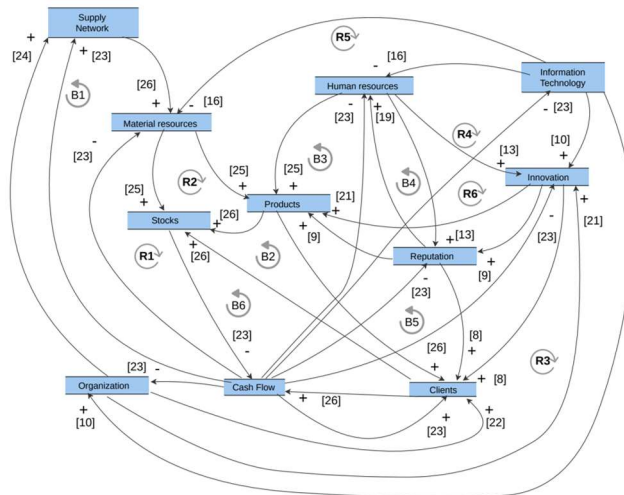 Supply
Network
+
[24]
+
[23]
B1
[26]
+
-
[16]
R5
-
[16]
Human resources
Information
Technology
-
[23]
+
[19]
-
[23]
Material resources
-
[23]
R4
[13]
+
[10]
+
B3
R2
[25]
+
[25]
+
B4
Innovation
[25]
+
Products
[21]
+
R6
+
[21]
-
[23]
Stocks
+
[26]
+
[9]
+
[13]
R1
+
[26]
B2
Reputation
+
[9]
-
[23]
B6
B5
[23]
-
[8]
+
[26]
+
R3
[23]
-
+
[8]
Organization
Cash Flow
+
[26]
Clients
+
[10]
+
[23]
+
[22]